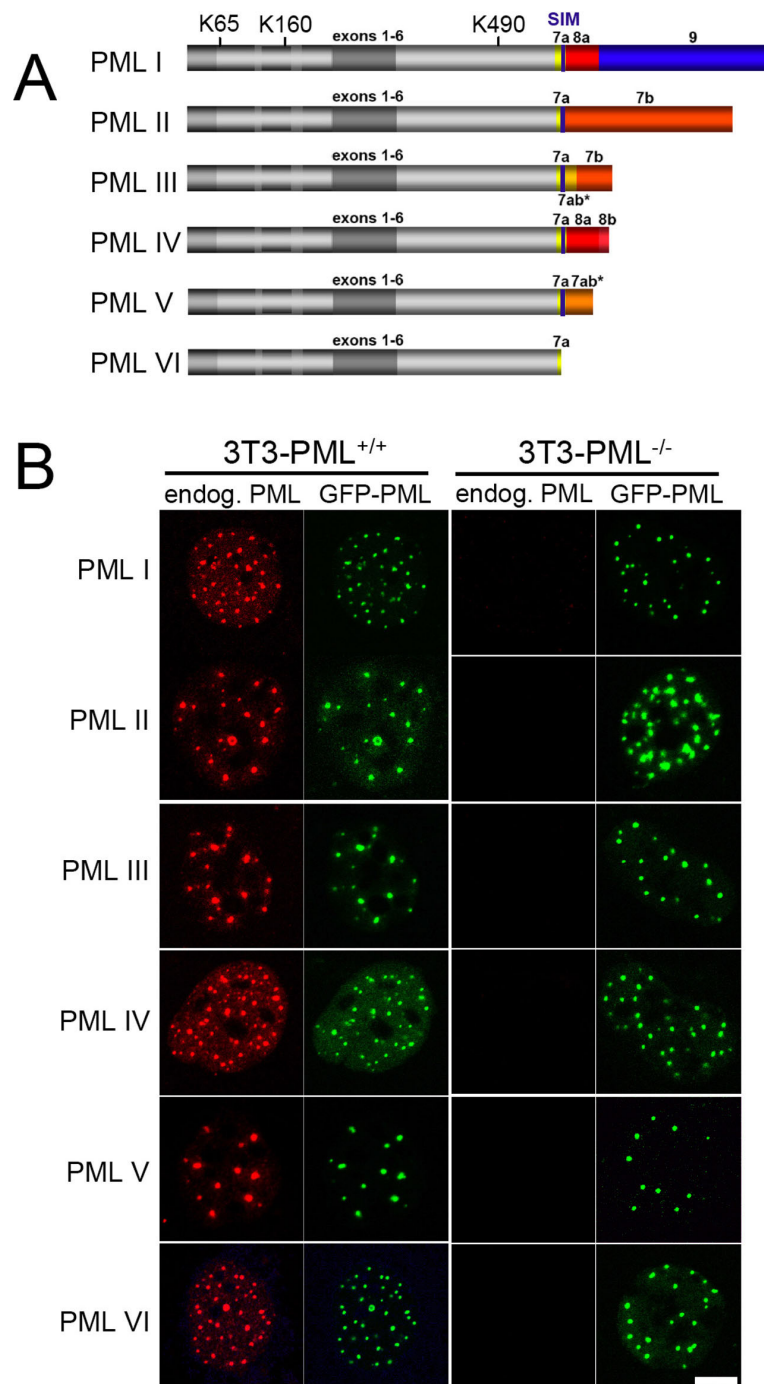 A
K65 K160 K490 SIM
exons 1-6 7a 8a 9
PML I
exons 1-6 7a 7b
PML II
exons 1-6 7a 7b
PML III
7ab*
exons 1-6 7a 8a 8b
PML IV
exons 1-6 7a 7ab*
PML V
exons 1-6 7a
PML VI
B
3T3-PML+/+ 3T3-PML-/-
endog. PML GFP-PML endog. PML GFP-PML
PML I
PML II
PML III
PML IV
PML V
PML VI